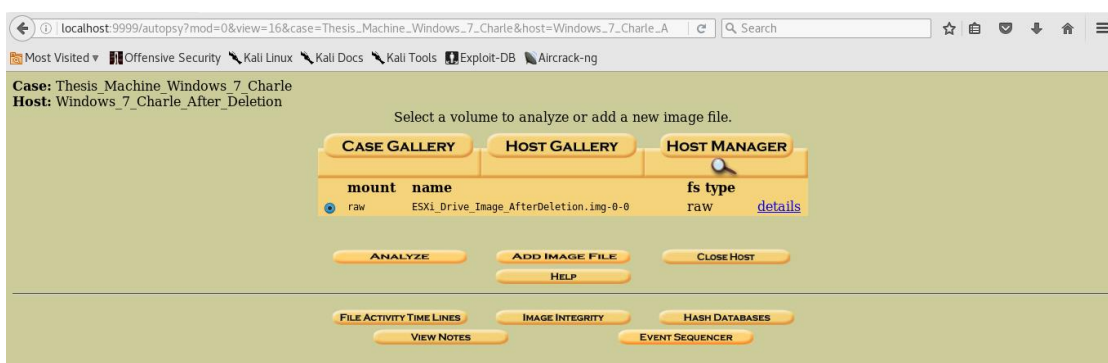 localhost:9999/autopsy?mod=0&view=16&case=Thesis_Machine_Windows_7_Charle&host=Windows_7_Charle_A
Search
Most Visited Offensive Security Kali Linux Kali Docs Kali Tools Exploit-DB Aircrack-ng
Case: Thesis_Machine_Windows_7_Charle
Host: Windows_7_Charle_After_Deletion
Select a volume to analyze or add a new image file.
CASE GALLERY HOST GALLERY HOST MANAGER
mount name fs type
raw ESXi_Drive_Image_AfterDeletion.img-0-0 raw details
ANALYZE ADD IMAGE FILE CLOSE HOST
HELP
FILE ACTIVITY TIME LINES IMAGE INTEGRITY HASH DATABASES
VIEW NOTES EVENT SEQUENCER